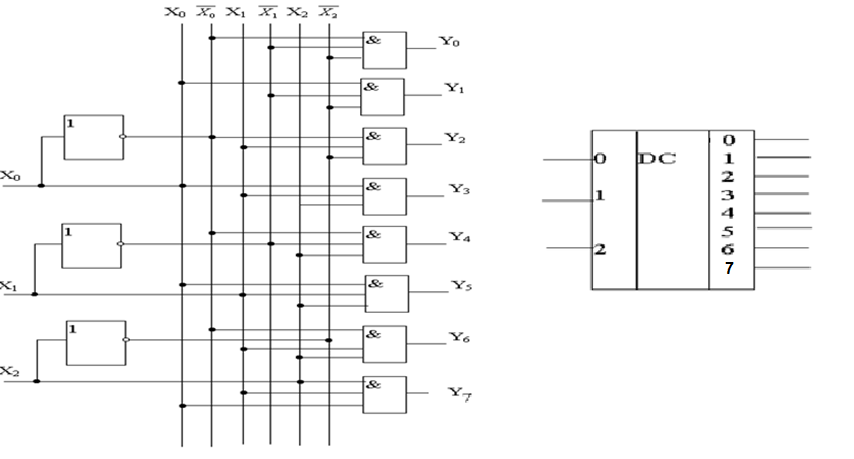 X₀ X̅₀ X₁ X̅₁ X₂ X̅₂
& Y₀
& Y₁
1
& Y₂
X₀
& Y₃
1
& Y₄
X₁
& Y₅
1
& Y₆
X₂
& Y₇
0 DC 0
1
2
1 3
4
5
2 6
7